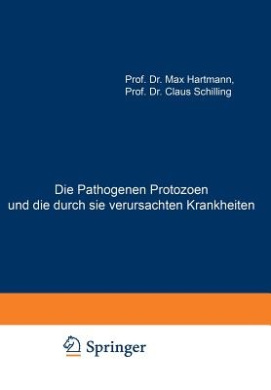 Prof. Dr. Max Hartmann,
Prof. Dr. Claus Schilling
Die Pathogenen Protozoen
und die durch sie verursachten Krankheiten
Springer